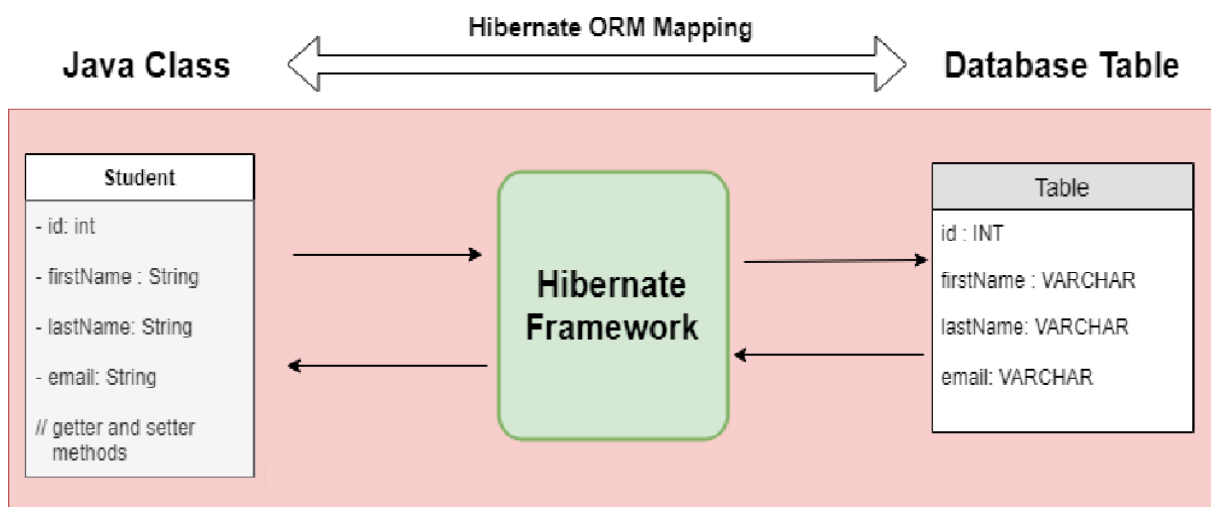 Hibernate ORM Mapping
Java Class
Database Table
Student
- id: int
- firstName : String
- lastName: String
- email: String
// getter and setter
methods
Hibernate
Framework
Table
id : INT
firstName : VARCHAR
lastName: VARCHAR
email: VARCHAR